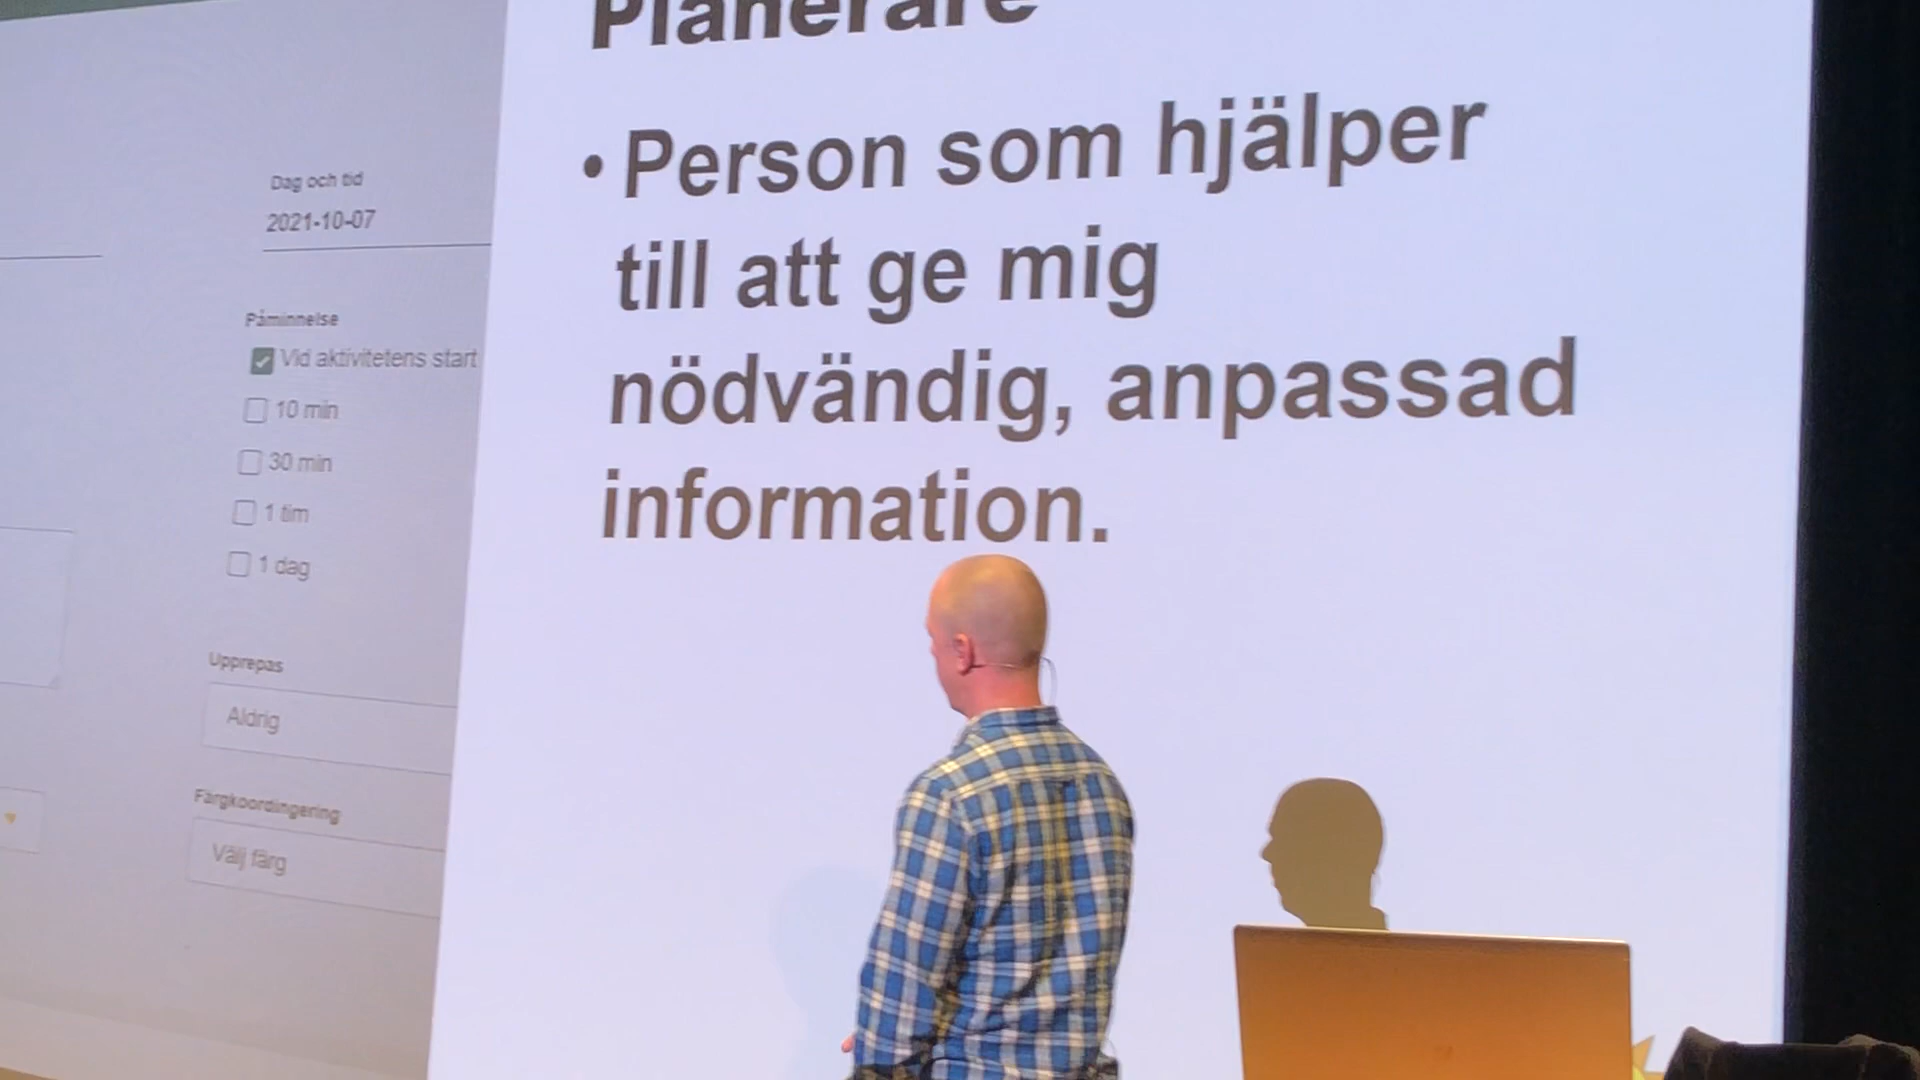 Planerare
• Person som hjälper
till att ge mig
nödvändig, anpassad
information.
Dag och tid
2021-10-07
Påminnelse
Vid aktivitetens start
10 min
30 min
1 tim
1 dag
Upprepas
Aldrig
Färgkoordingering
Välj färg